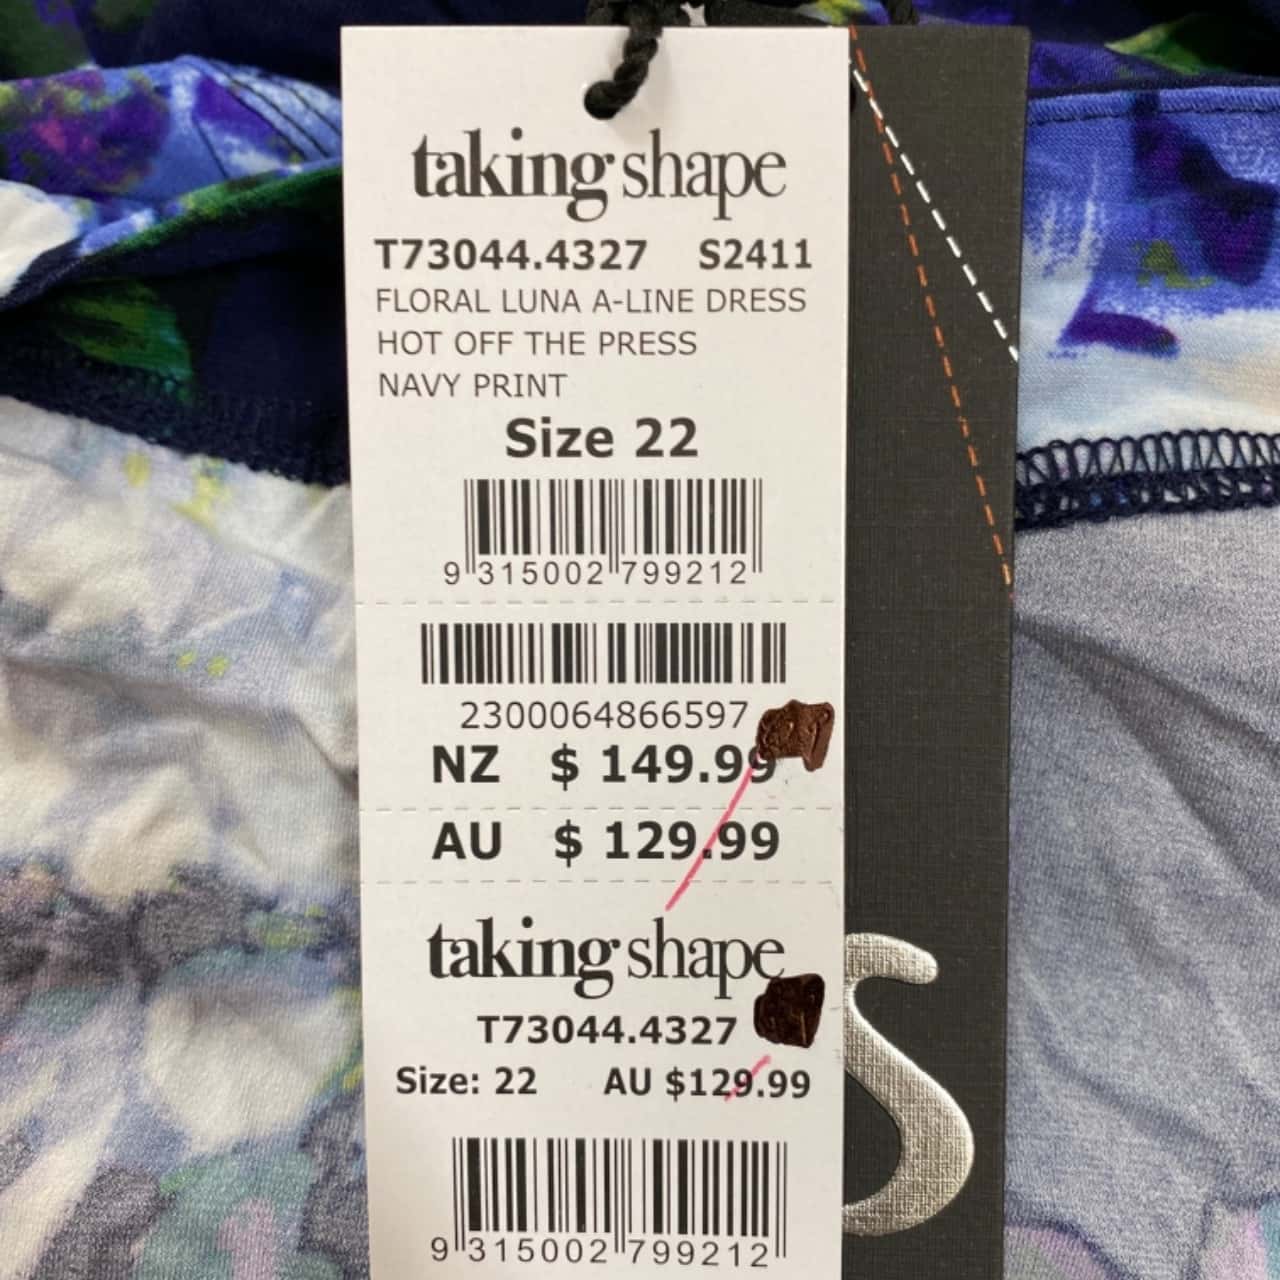 taking shape
T73044.4327 S2411
FLORAL LUNA A-LINE DRESS
HOT OFF THE PRESS
NAVY PRINT
Size 22
9 315002 799212
2300064866597
NZ $ 149.99
AU $ 129.99
taking shape
T73044.4327
Size: 22 AU $129.99
9 315002 799212
S